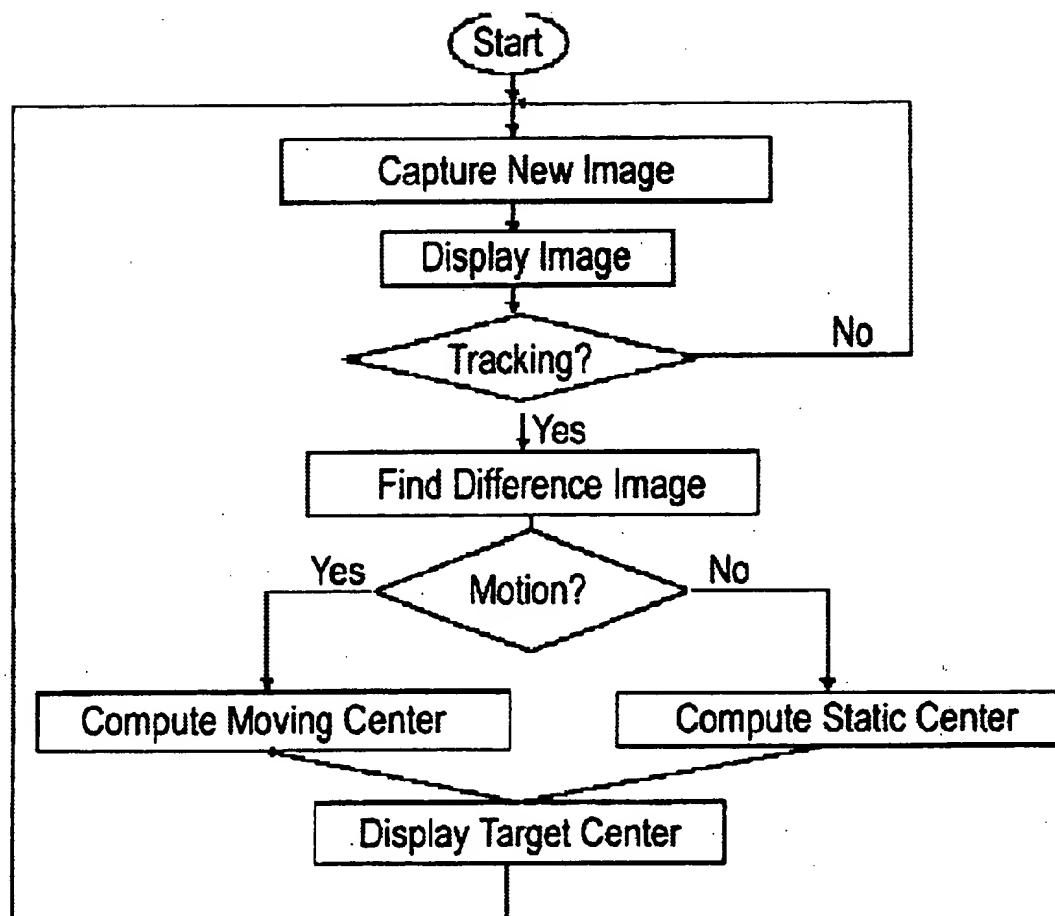 Start
Capture New Image
Display Image
Tracking?
No
Yes
Find Difference Image
Yes
Motion?
No
Compute Moving Center
Compute Static Center
Display Target Center